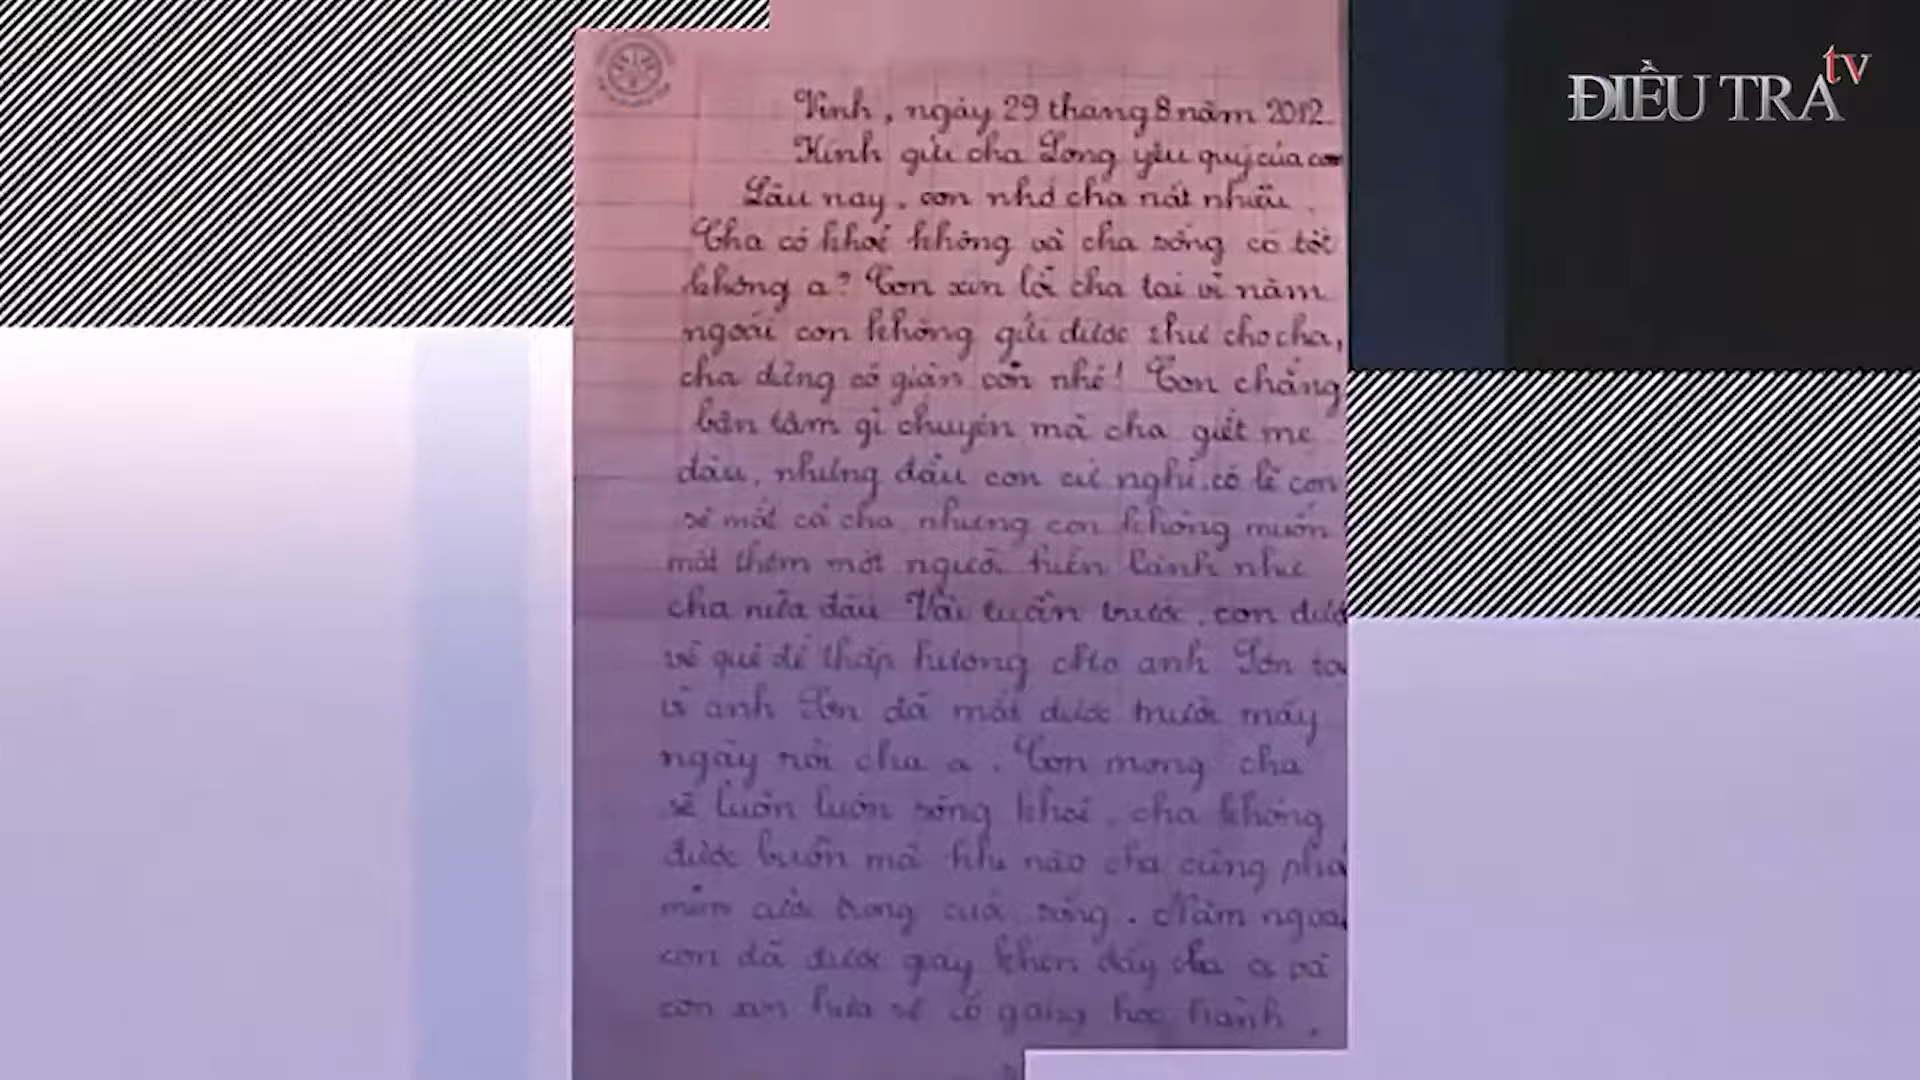 ĐIỀU TRA tv
Vinh, ngày 29 tháng 8 năm 2012
Kính gửi cha Long yêu quý của con
Lâu nay, con nhớ cha rất nhiều.
Cha có khoẻ không và cha sống có tốt
không ạ? Con xin lỗi cha tại vì năm
ngoái con không gửi được thư cho cha,
cha đừng có giận con nhé! Con chẳng
bận tâm gì chuyện mà cha giết mẹ
đâu, nhưng đầu con cứ nghĩ, có lẽ con
sẽ mất cả cha, nhưng con không muốn
mất thêm một người hiền lành như
cha nữa đâu. Vài tuần trước, con đượ
về quê để thắp hương cho anh Sơn tạ
vì anh Sơn đã mất được trước mấy
ngày rồi cha ạ. Con mong cha
sẽ luôn luôn sống khoẻ, cha không
được buồn mà khi nào cha cũng phả
mỉm cười trong cuộ sống. Năm ngoá
con đã được giấy khen đấy cha ạ và
con xin hứa sẽ cố gắng học hành.